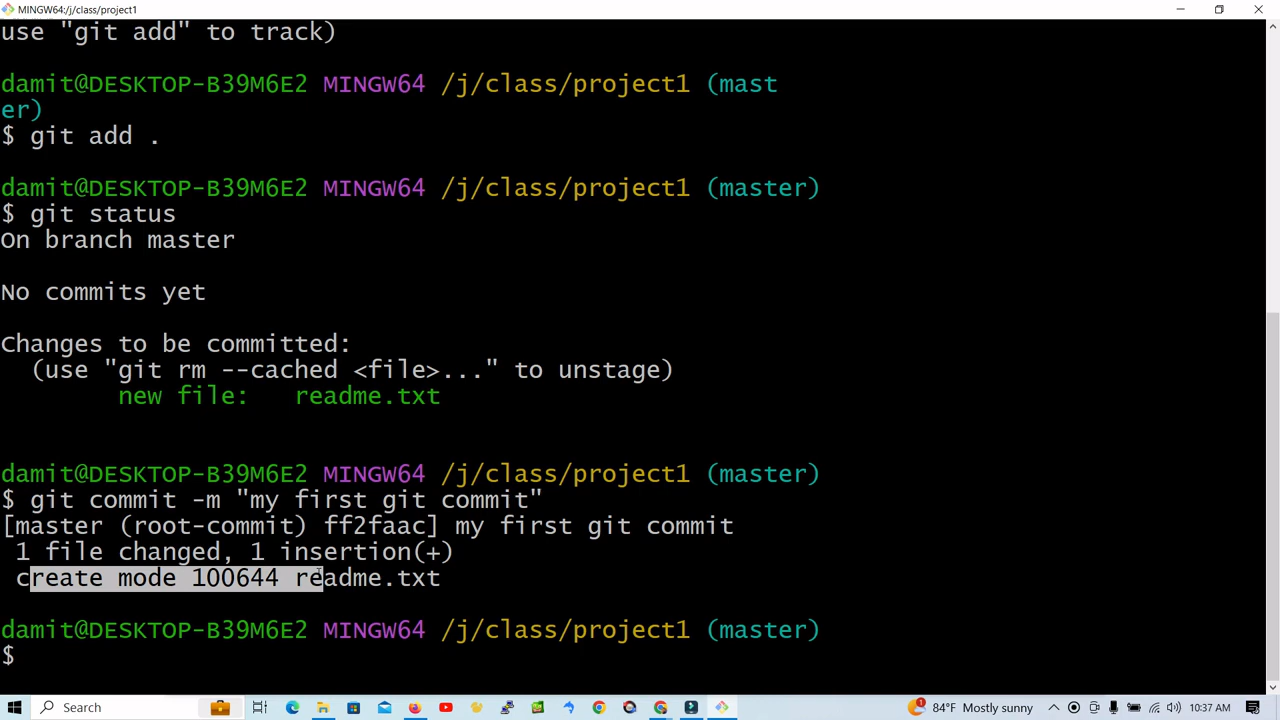 MINGW64:/j/class/project1
use "git add" to track)
damit@DESKTOP-B39M6E2 MINGW64 /j/class/project1 (mast
er)
$ git add .
damit@DESKTOP-B39M6E2 MINGW64 /j/class/project1 (master)
$ git status
On branch master
No commits yet
Changes to be committed:
(use "git rm --cached <file>..." to unstage)
new file: readme.txt
damit@DESKTOP-B39M6E2 MINGW64 /j/class/project1 (master)
$ git commit -m "my first git commit"
[master (root-commit) ff2faac] my first git commit
1 file changed, 1 insertion(+)
create mode 100644 readme.txt
damit@DESKTOP-B39M6E2 MINGW64 /j/class/project1 (master)
$
Search
1
84°F Mostly sunny
10:37 AM